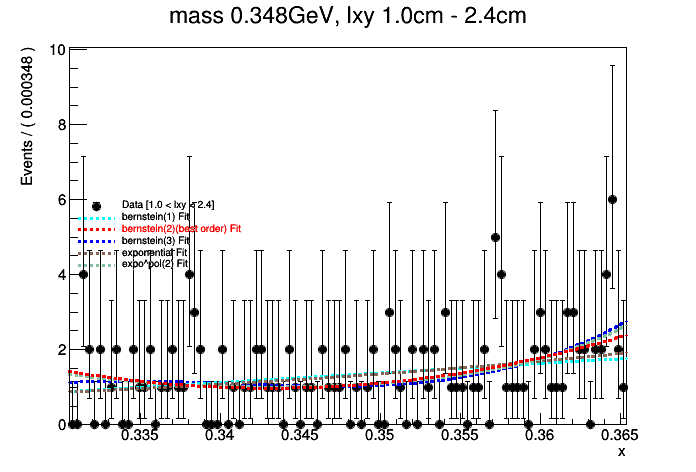 mass 0.348GeV, lxy 1.0cm - 2.4cm
Events / ( 0.000348 )
10
8
6
4
2
0
Data [1.0 < lxy < 2.4]
bernstein(1) Fit
bernstein(2)(best order) Fit
bernstein(3) Fit
exponential Fit
expo*pol(2) Fit
0.335 0.34 0.345 0.35 0.355 0.36 0.365
x